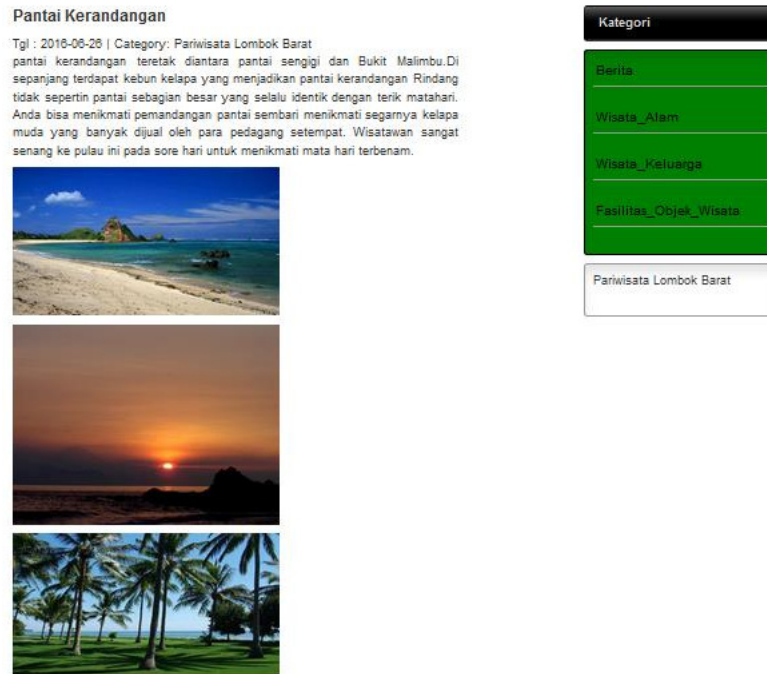 Pantai Kerandangan
Tgl : 2016-06-26 | Category: Pariwisata Lombok Barat
pantai kerandangan teretak diantara pantai sengigi dan Bukit Malimbu.Di
sepanjang terdapat kebun kelapa yang menjadikan pantai kerandangan Rindang
tidak sepertin pantai sebagian besar yang selalu identik dengan terik matahari.
Anda bisa menikmati pemandangan pantai sembari menikmati segarnya kelapa
muda yang banyak dijual oleh para pedagang setempat. Wisatawan sangat
senang ke pulau ini pada sore hari untuk menikmati mata hari terbenam.
Kategori
Berita
Wisata_Alam
Wisata_Keluarga
Fasilitas_Objek_Wisata
Pariwisata Lombok Barat